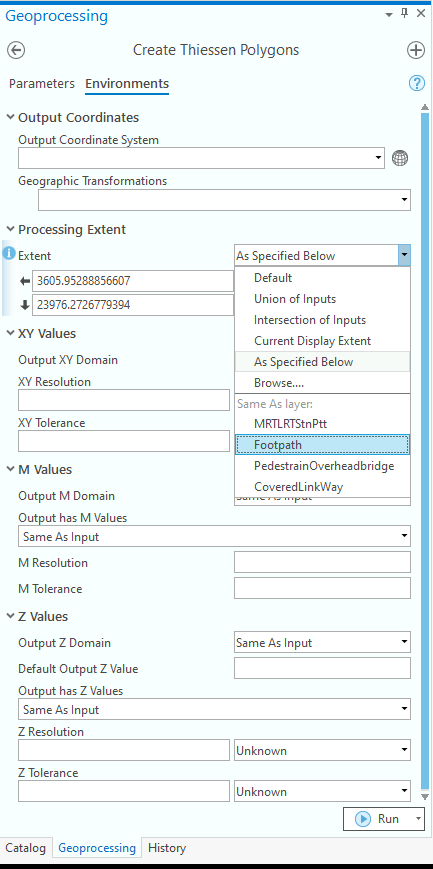 Geoprocessing
Create Thiessen Polygons
Parameters Environments ?
Output Coordinates
Output Coordinate System
Geographic Transformations
Processing Extent
Extent As Specified Below
3605.95288856607
23976.2726779394
Default
Union of Inputs
Intersection of Inputs
Current Display Extent
As Specified Below
Browse....
Same As layer:
MRTLRTStnPtt
Footpath
PedestrainOverheadbridge
CoveredLinkWay
XY Values
Output XY Domain
XY Resolution
XY Tolerance
M Values
Output M Domain Same As Input
Output has M Values
Same As Input
M Resolution
M Tolerance
Z Values
Output Z Domain Same As Input
Default Output Z Value
Output has Z Values
Same As Input
Z Resolution
Unknown
Z Tolerance
Unknown
Run
Catalog Geoprocessing History